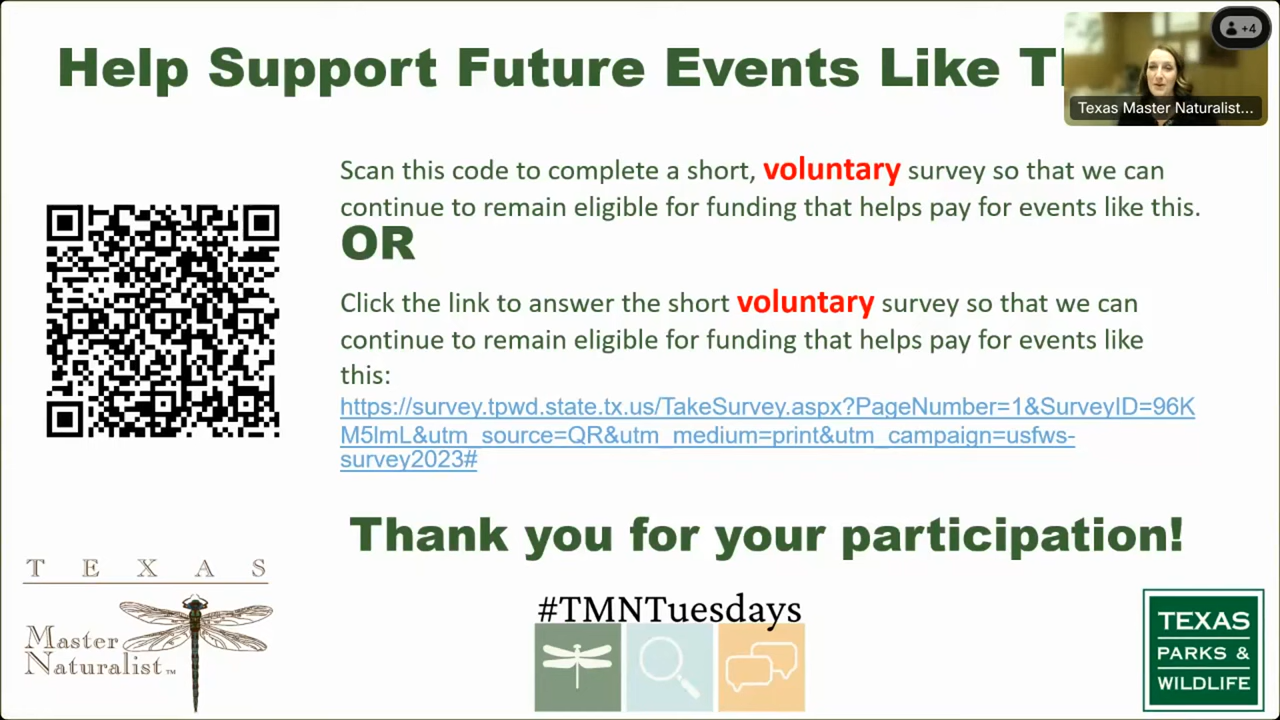 Help Support Future Events Like
+4
Texas Master Naturalist...
Scan this code to complete a short, voluntary survey so that we can
continue to remain eligible for funding that helps pay for events like this.
OR
Click the link to answer the short voluntary survey so that we can
continue to remain eligible for funding that helps pay for events like
this:
https://survey.tpwd.state.tx.us/TakeSurvey.aspx?PageNumber=1&SurveyID=96K
M5lmL&utm_source=QR&utm_medium=print&utm_campaign=usfws-
survey2023#
Thank you for your participation!
TEXAS
Master
Naturalist™
#TMNTuesdays
TEXAS
PARKS &
WILDLIFE